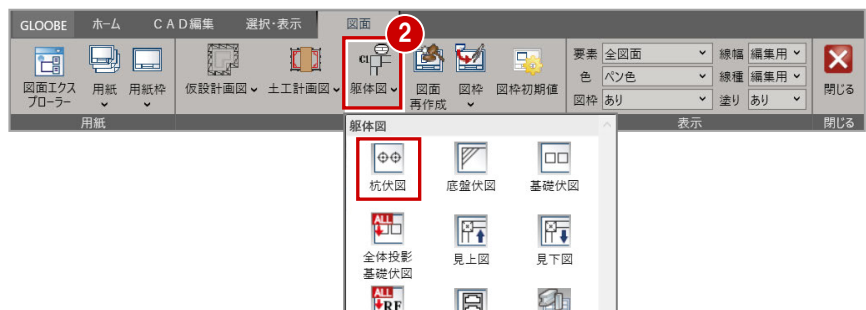 GLOOBE ホーム CAD編集 選択・表示 図面
2
C1
要素 全図面 線幅 編集用
色 ペン色 線種 編集用
図枠 あり 塗り あり
図面エクス
プローラー
用紙
用紙枠
仮設計画図
土工計画図
躯体図
図面
再作成
図枠
図枠初期値
閉じる
用紙 表示 閉じる
躯体図
杭伏図 底盤伏図 基礎伏図
ALL
全体投影
基礎伏図
見上図 見下図
ALL
RF